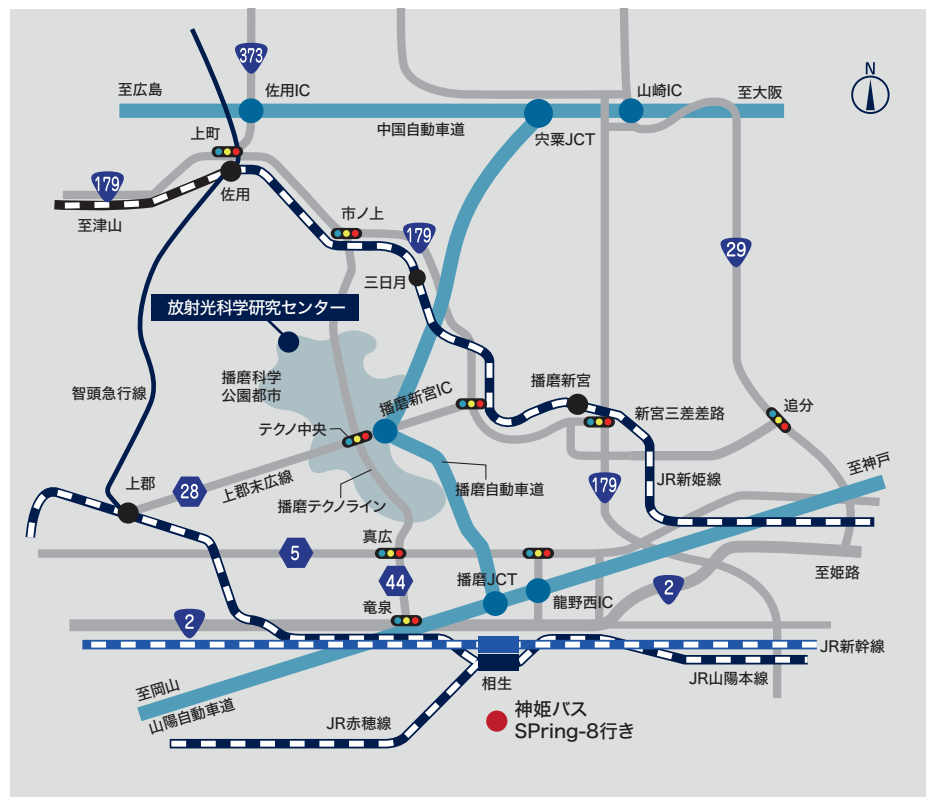 373
N
至広島
佐用IC
山崎IC
至大阪
中国自動車道
上町
宍粟JCT
179
佐用
至津山
市ノ上
179
29
三日月
放射光科学研究センター
播磨科学
公園都市
播磨新宮
智頭急行線
播磨新宮IC
新宮三差差路
追分
テクノ中央
至神戸
上郡
28
上郡末広線
播磨自動車道
179
JR新姫線
播磨テクノライン
真広
5
44
播磨JCT
至姫路
竜泉
龍野西IC
2
2
JR新幹線
至岡山
相生
JR山陽本線
山陽自動車道
JR赤穂線
神姫バス
SPring-8行き